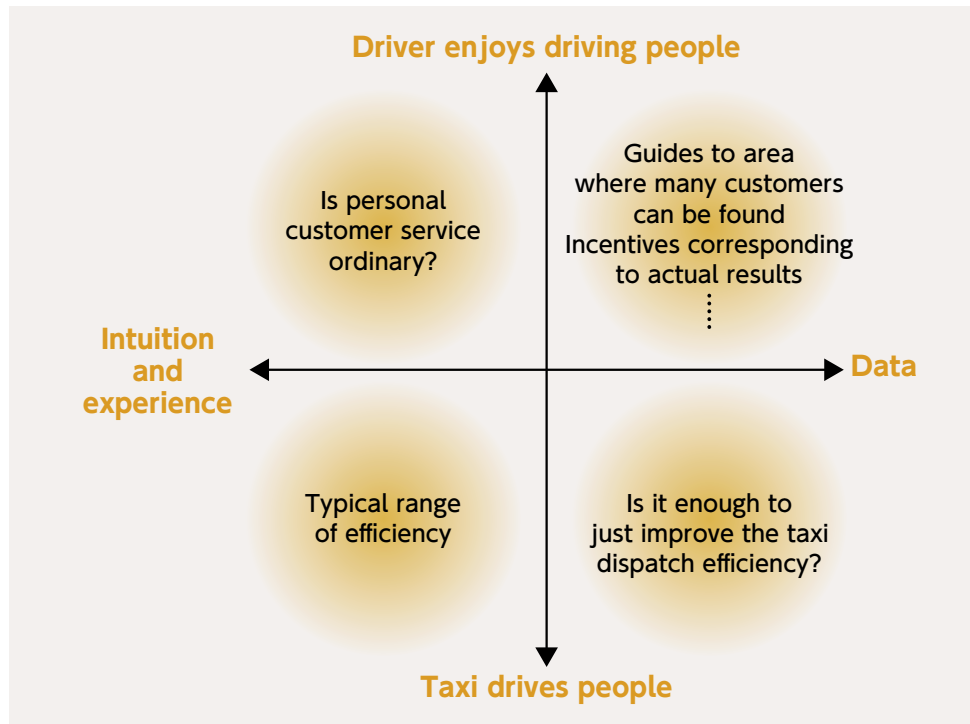 Driver enjoys driving people
Is personal
customer service
ordinary?
Guides to area
where many customers
can be found
Incentives corresponding
to actual results
Intuition
and
experience
Data
Typical range
of efficiency
Is it enough to
just improve the taxi
dispatch efficiency?
Taxi drives people